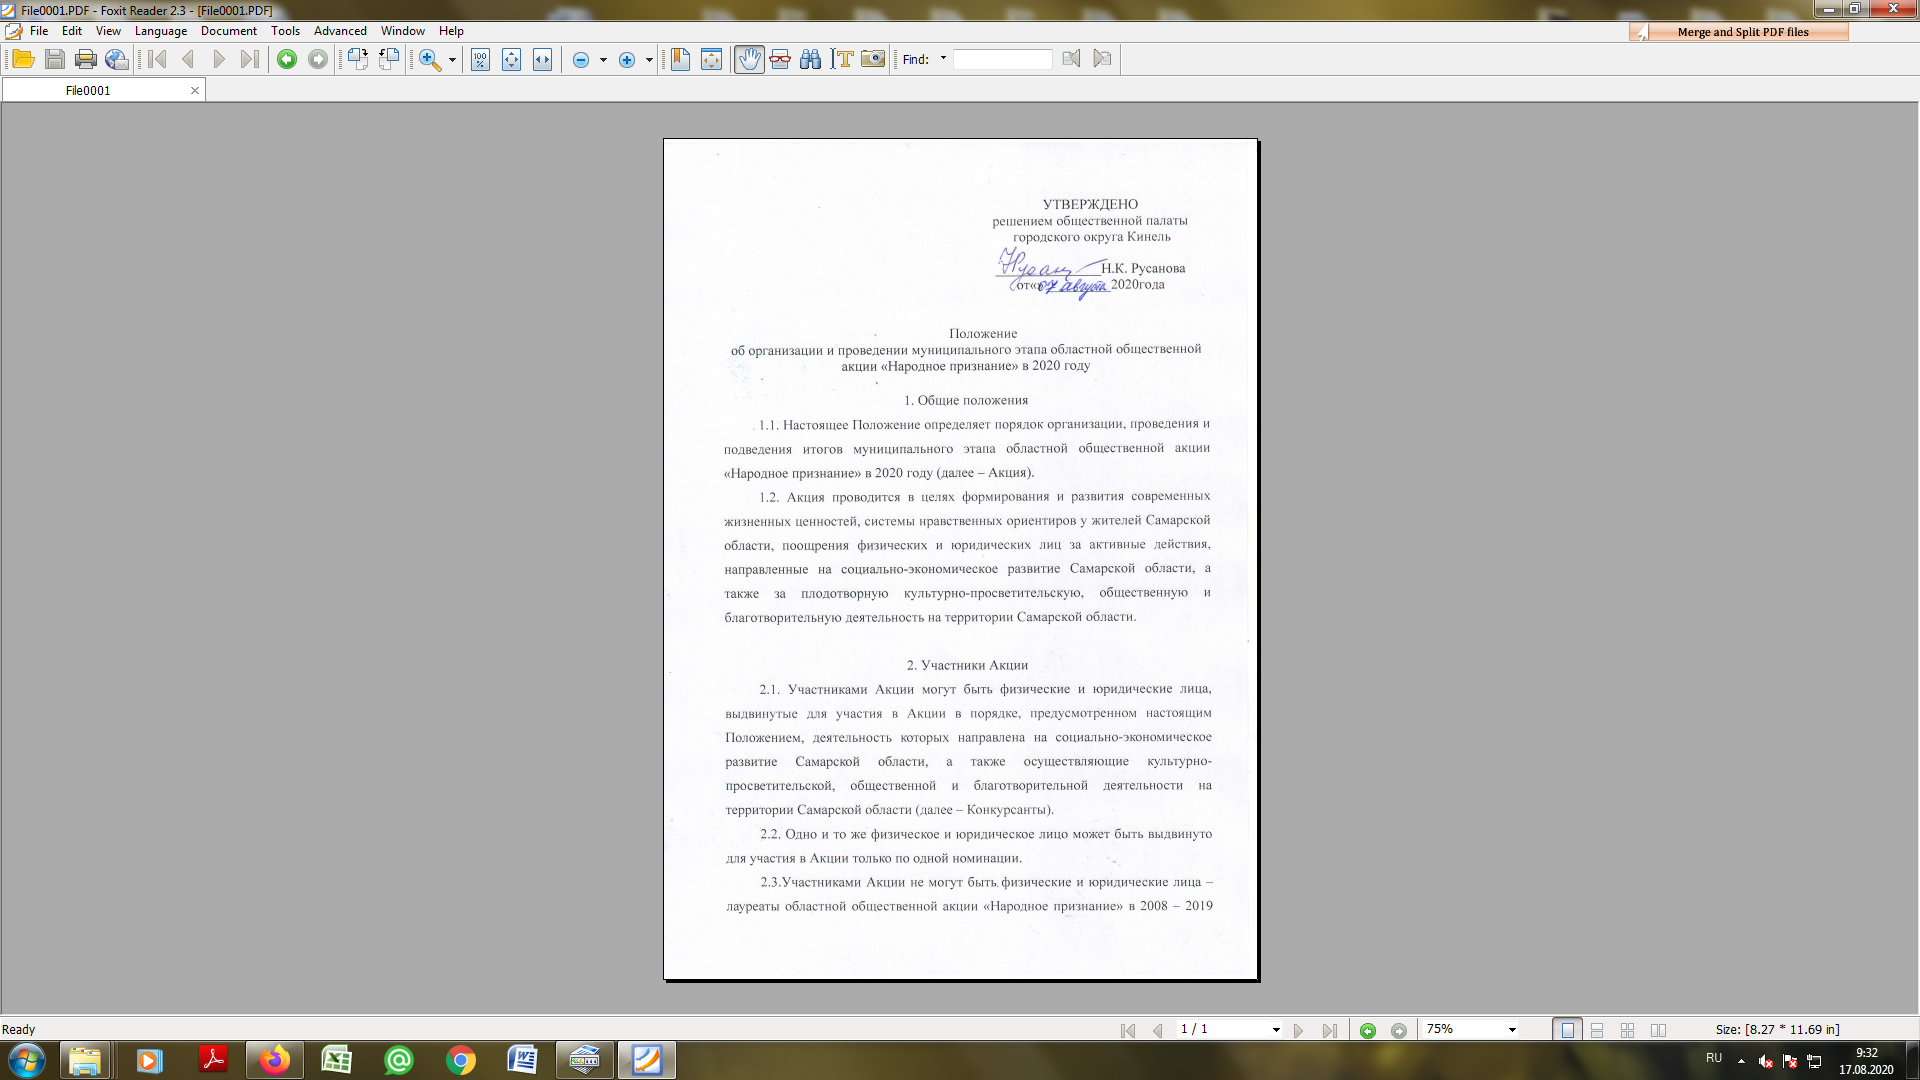 File0001.PDF - Foxit Reader 2.3 - [File0001.PDF]
File Edit View Language Document Tools Advanced Window Help
Merge and Split PDF files
Find:
File0001
УТВЕРЖДЕНО
решением общественной палаты
городского округа Кинель
Н.К. Русанова
от« 07 августа 2020года
Положение
об организации и проведении муниципального этапа областной общественной
акции «Народное признание» в 2020 году
1. Общие положения
1.1. Настоящее Положение определяет порядок организации, проведения и
подведения итогов муниципального этапа областной общественной акции
«Народное признание» в 2020 году (далее – Акция).
1.2. Акция проводится в целях формирования и развития современных
жизненных ценностей, системы нравственных ориентиров у жителей Самарской
области, поощрения физических и юридических лиц за активные действия,
направленные на социально-экономическое развитие Самарской области, а
также за плодотворную культурно-просветительскую, общественную и
благотворительную деятельность на территории Самарской области.
2. Участники Акции
2.1. Участниками Акции могут быть физические и юридические лица,
выдвинутые для участия в Акции в порядке, предусмотренном настоящим
Положением, деятельность которых направлена на социально-экономическое
развитие Самарской области, а также осуществляющие культурно-
просветительской, общественной и благотворительной деятельности на
территории Самарской области (далее – Конкурсанты).
2.2. Одно и то же физическое и юридическое лицо может быть выдвинуто
для участия в Акции только по одной номинации.
2.3.Участниками Акции не могут быть физические и юридические лица –
лауреаты областной общественной акции «Народное признание» в 2008 – 2019
Ready
1 / 1
75%
Size: [8.27 * 11.69 in]
RU
9:32
17.08.2020